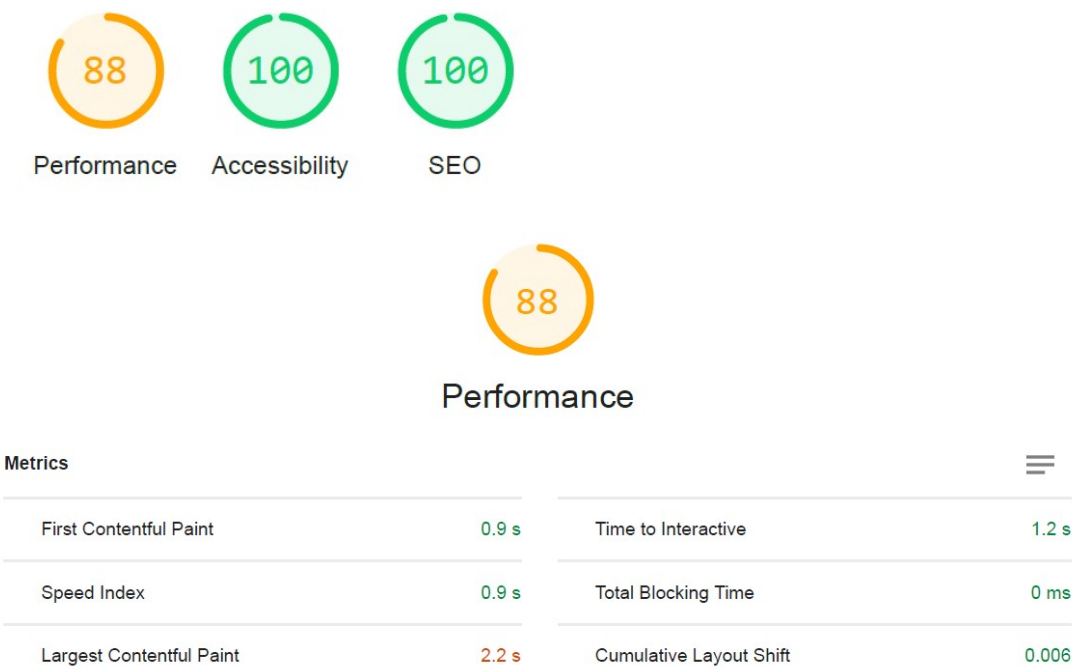 88 100 100
Performance Accessibility SEO
88
Performance
Metrics
First Contentful Paint 0.9 s Time to Interactive 1.2 s
Speed Index 0.9 s Total Blocking Time 0 ms
Largest Contentful Paint 2.2 s Cumulative Layout Shift 0.006